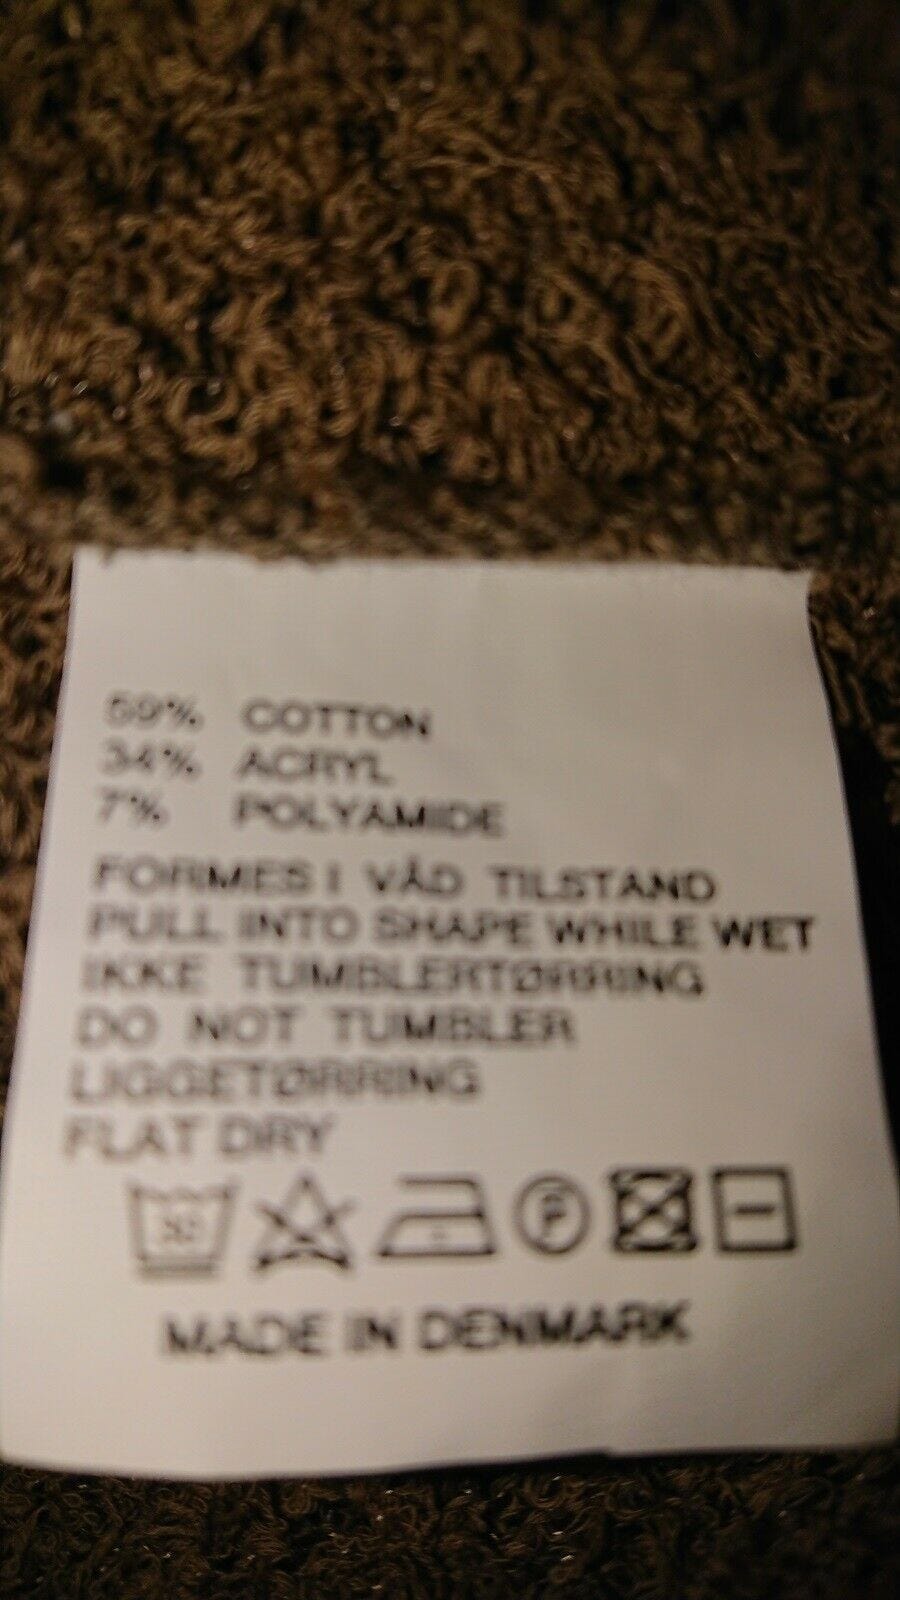 59% COTTON
34% ACRYL
7% POLYAMIDE
FORMES I VÅD TILSTAND
PULL INTO SHAPE WHILE WET
IKKE TUMBLERTØRRING
DO NOT TUMBLER
LIGGETØRRING
FLAT DRY
30 F
MADE IN DENMARK